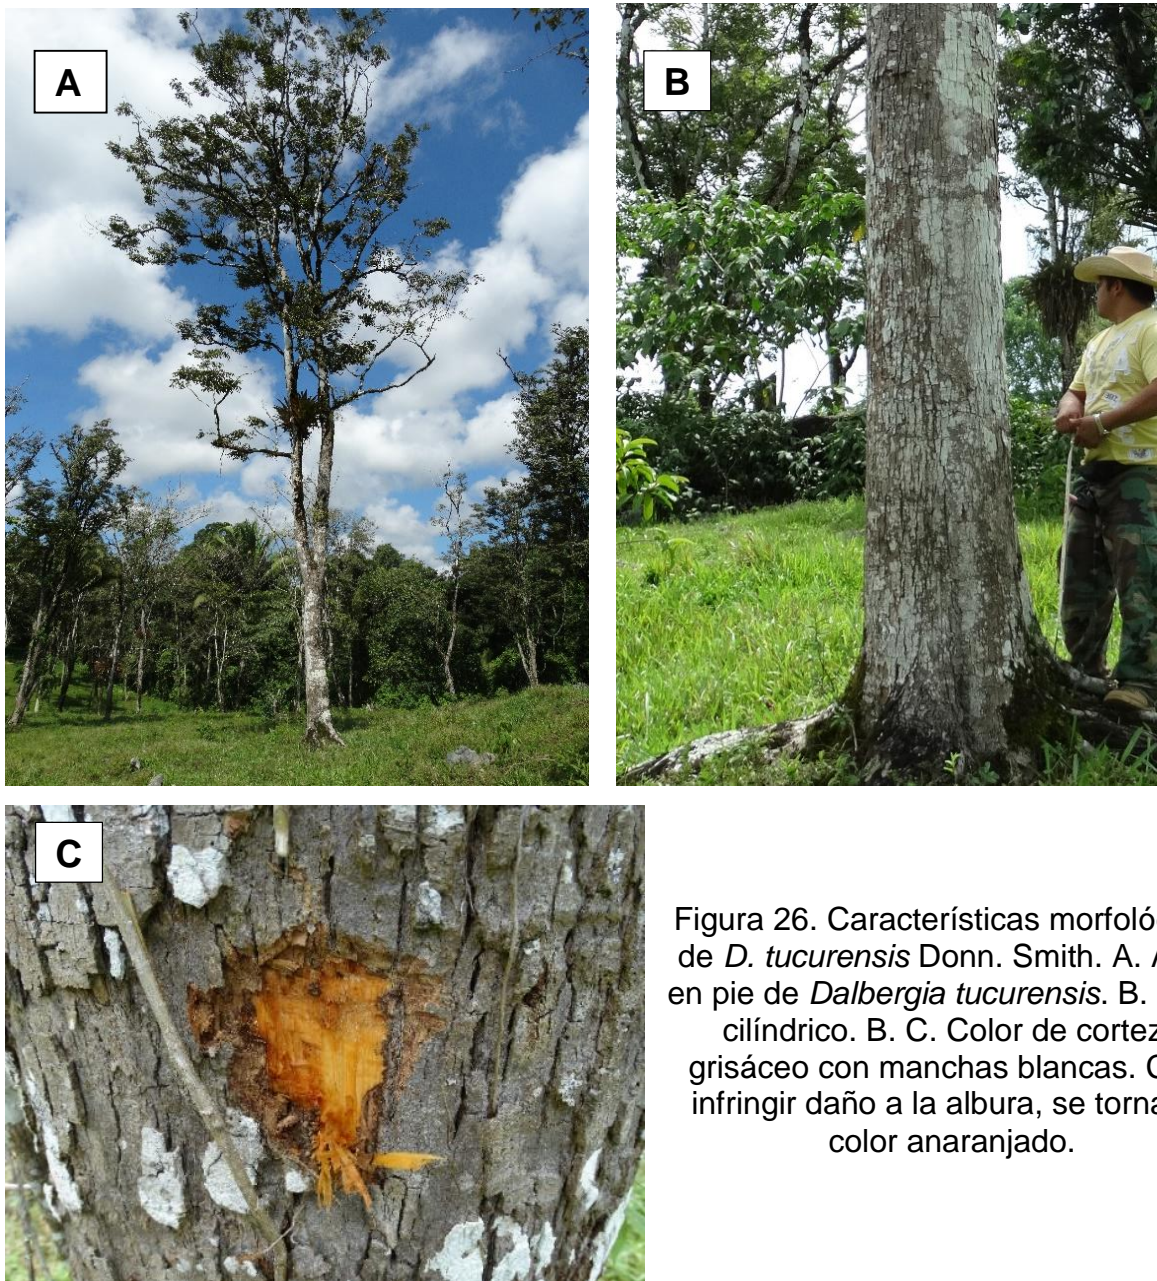 A
B
C
Figura 26. Características morfológ
de D. tucurensis Donn. Smith. A. A
en pie de Dalbergia tucurensis. B.
cilíndrico. B. C. Color de cortez
grisáceo con manchas blancas. C
infringir daño a la albura, se torna
color anaranjado.